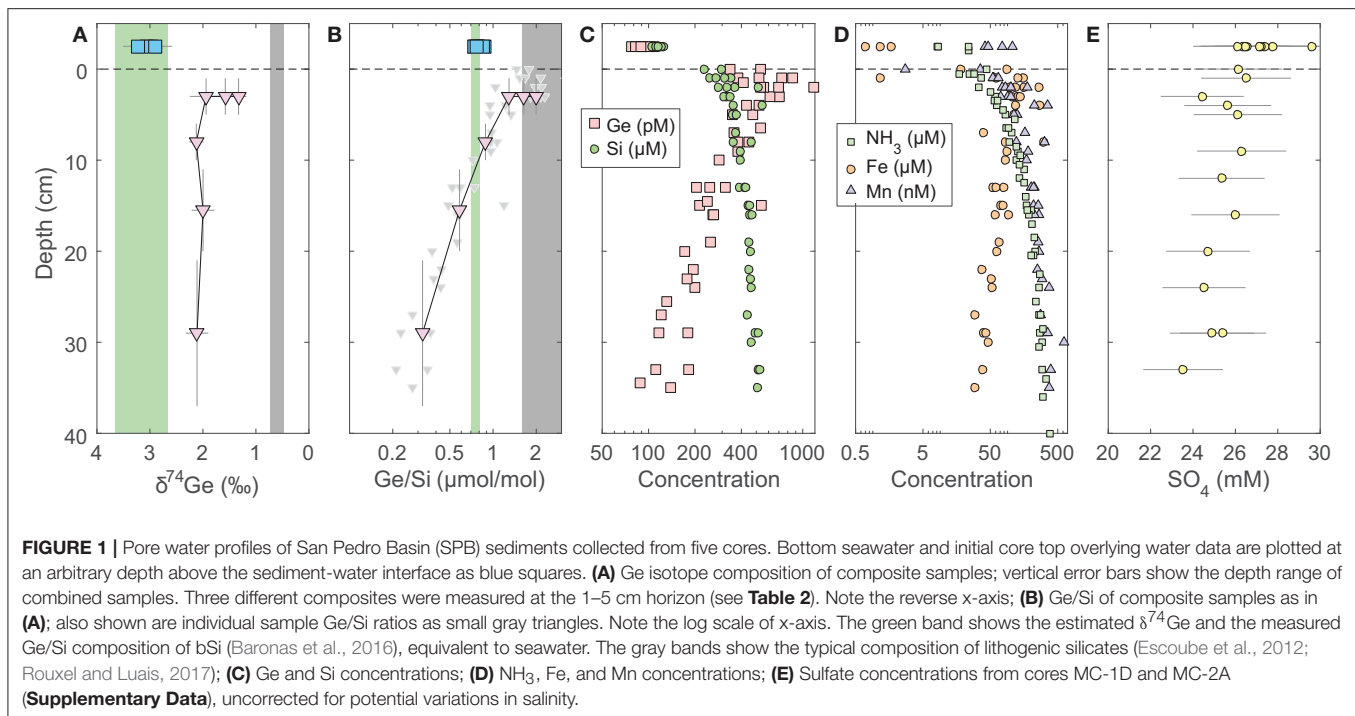 A
B
C
D
E
0
10
20
30
40
Depth (cm)
4 3 2 1 0
δ⁷⁴Ge (‰)
0.2 0.5 1 2
Ge/Si (μmol/mol)
Ge (pM)
Si (μM)
50 100 200 400 1000
Concentration
NH₃ (μM)
Fe (μM)
Mn (nM)
0.5 5 50 500
Concentration
20 22 24 26 28 30
SO₄ (mM)
FIGURE 1 | Pore water profiles of San Pedro Basin (SPB) sediments collected from five cores. Bottom seawater and initial core top overlying water data are plotted at
an arbitrary depth above the sediment-water interface as blue squares. (A) Ge isotope composition of composite samples; vertical error bars show the depth range of
combined samples. Three different composites were measured at the 1–5 cm horizon (see Table 2). Note the reverse x-axis; (B) Ge/Si of composite samples as in
(A); also shown are individual sample Ge/Si ratios as small gray triangles. Note the log scale of x-axis. The green band shows the estimated δ⁷⁴Ge and the measured
Ge/Si composition of bSi (Baronas et al., 2016), equivalent to seawater. The gray bands show the typical composition of lithogenic silicates (Escoube et al., 2012;
Rouxel and Luais, 2017); (C) Ge and Si concentrations; (D) NH₃, Fe, and Mn concentrations; (E) Sulfate concentrations from cores MC-1D and MC-2A
(Supplementary Data), uncorrected for potential variations in salinity.